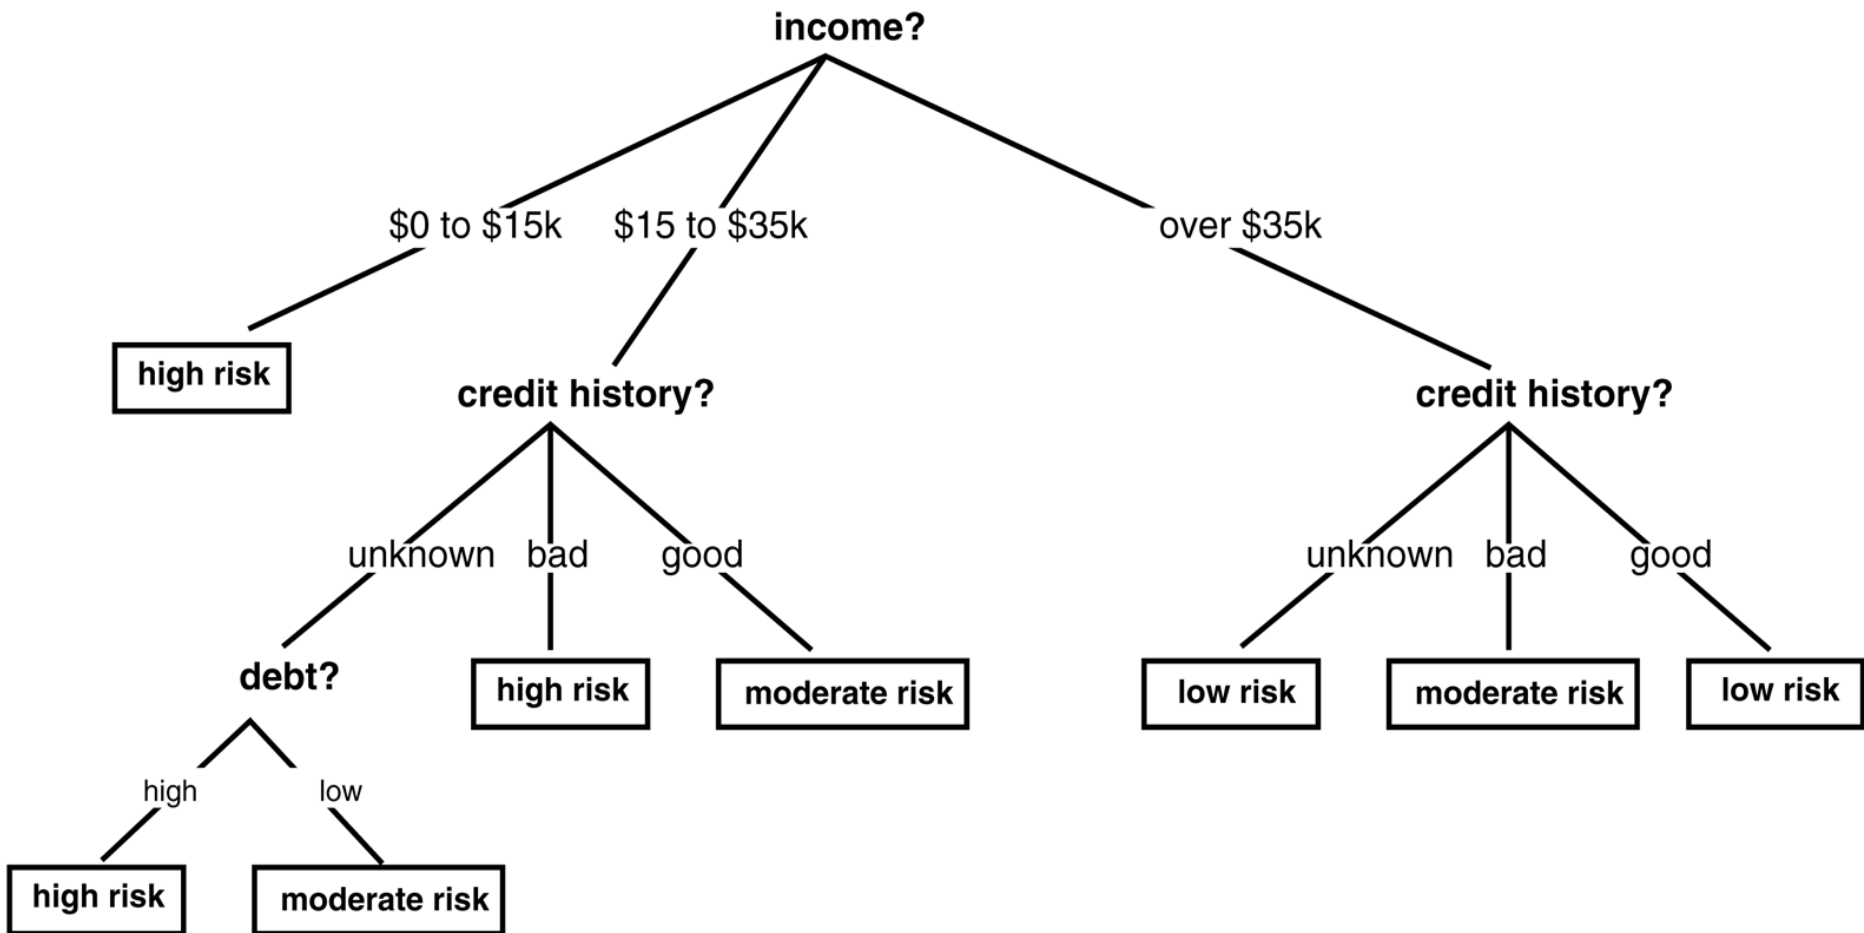 income?
$0 to $15k $15 to $35k over $35k
high risk
credit history? credit history?
unknown bad good unknown bad good
debt? high risk moderate risk low risk moderate risk low risk
high low
high risk moderate risk